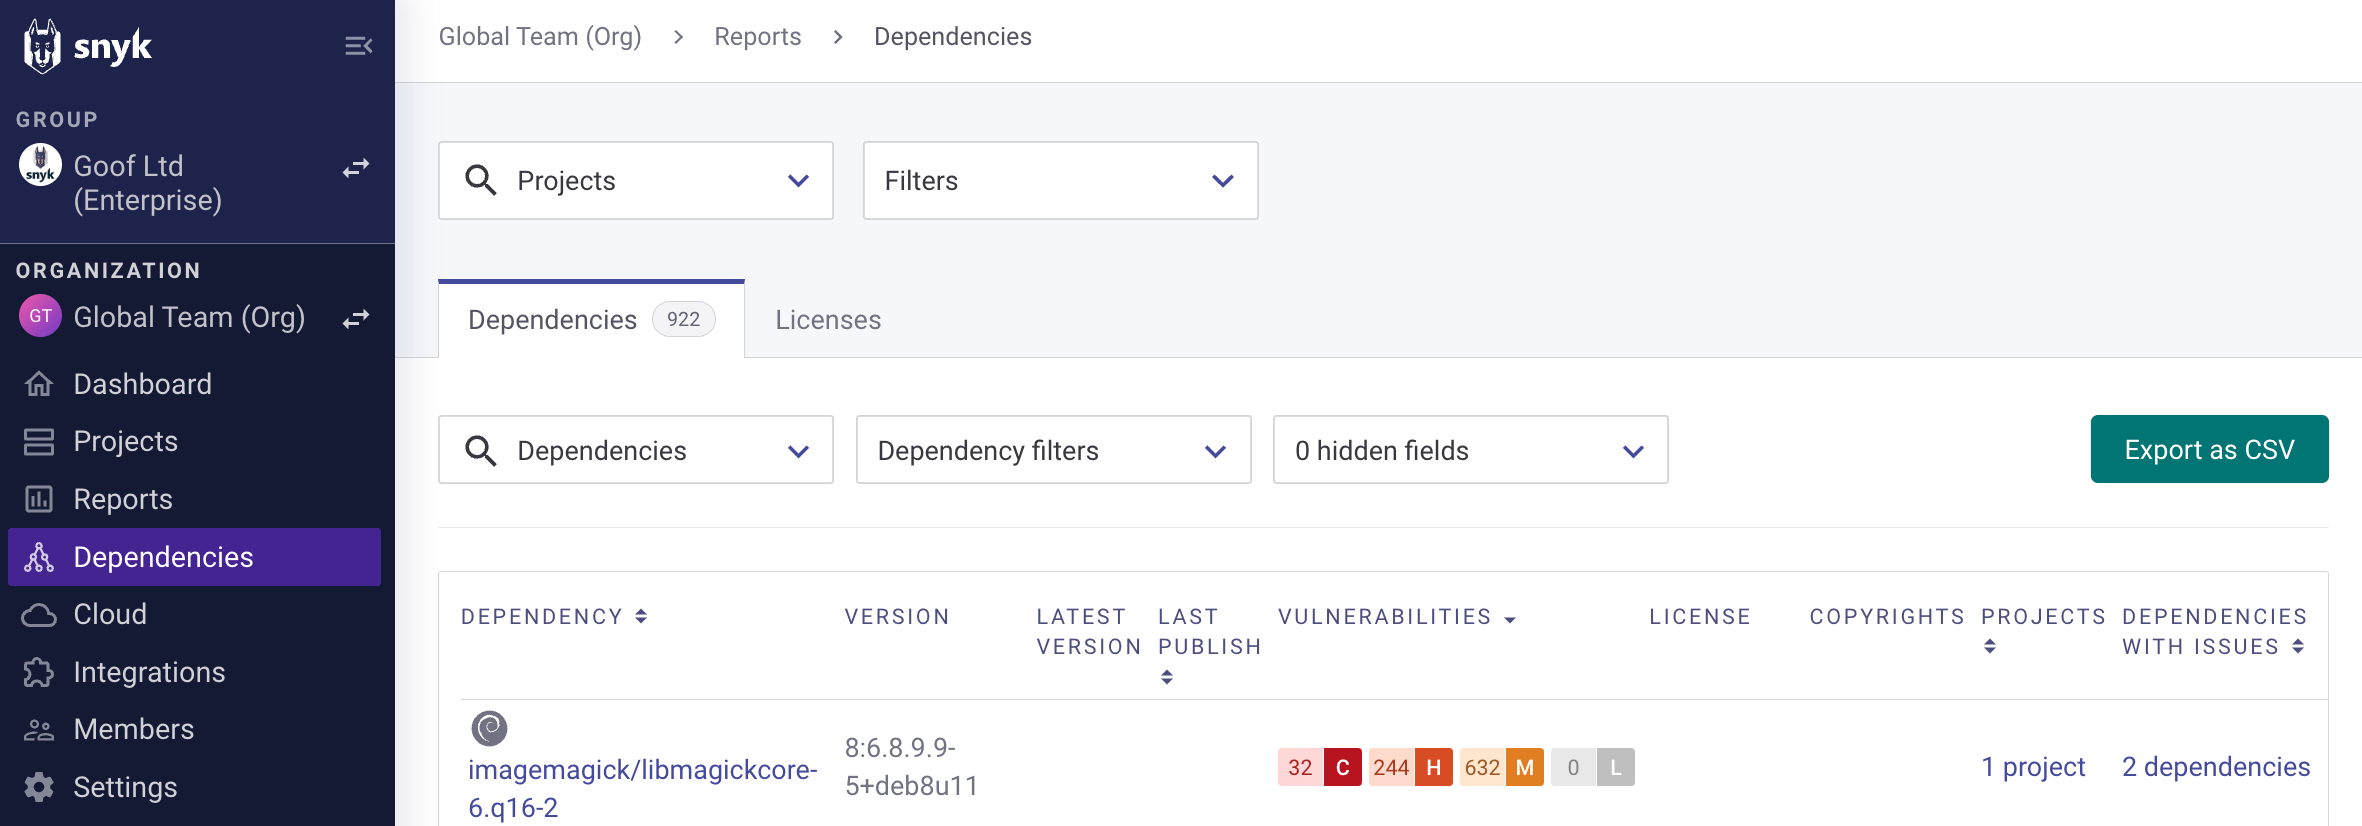 snyk
GROUP
snyk
Goof Ltd
(Enterprise)
ORGANIZATION
GT
Global Team (Org)
Dashboard
Projects
Reports
Dependencies
Cloud
Integrations
Members
Settings
Global Team (Org) > Reports > Dependencies
Projects
Filters
Dependencies 922
Licenses
Dependencies
Dependency filters
0 hidden fields
Export as CSV
DEPENDENCY
VERSION
LATEST
VERSION
LAST
PUBLISH
VULNERABILITIES
LICENSE
COPYRIGHTS
PROJECTS
DEPENDENCIES
WITH ISSUES
imagemagick/libmagickcore-
6.q16-2
8:6.8.9.9-
5+deb8u11
32 C 244 H 632 M 0 L
1 project
2 dependencies